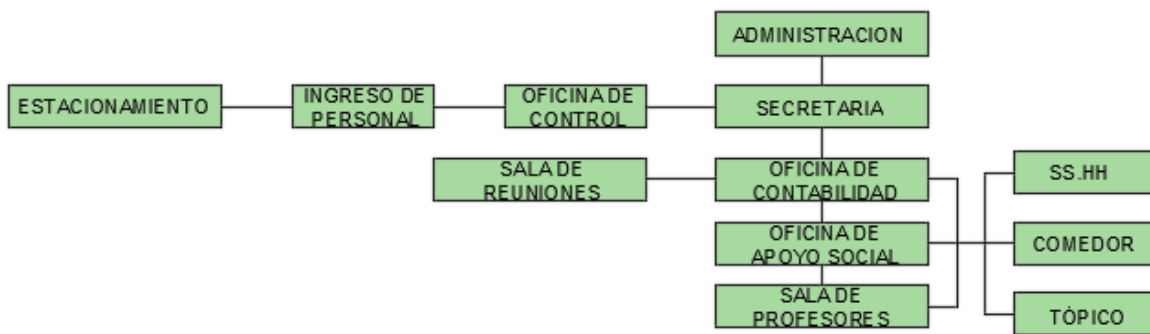 ADMINISTRACION
ESTACIONAMIENTO
INGRESO DE
PERSONAL
OFICINA DE
CONTROL
SECRETARIA
SALA DE
REUNIONES
OFICINA DE
CONTABILIDAD
SS.HH
OFICINA DE
APOYO SOCIAL
COMEDOR
SALA DE
PROFESORES
TÓPICO